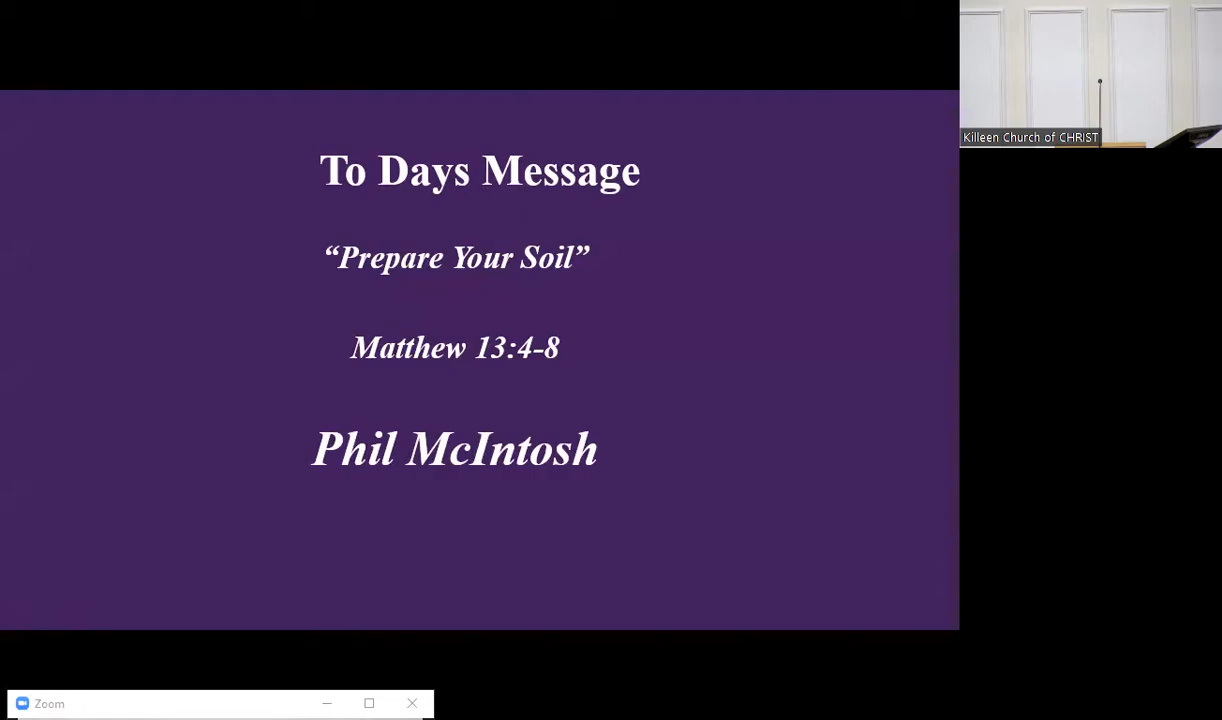 To Days Message
“Prepare Your Soil”
Matthew 13:4-8
Phil McIntosh
Killeen Church of CHRIST
Zoom